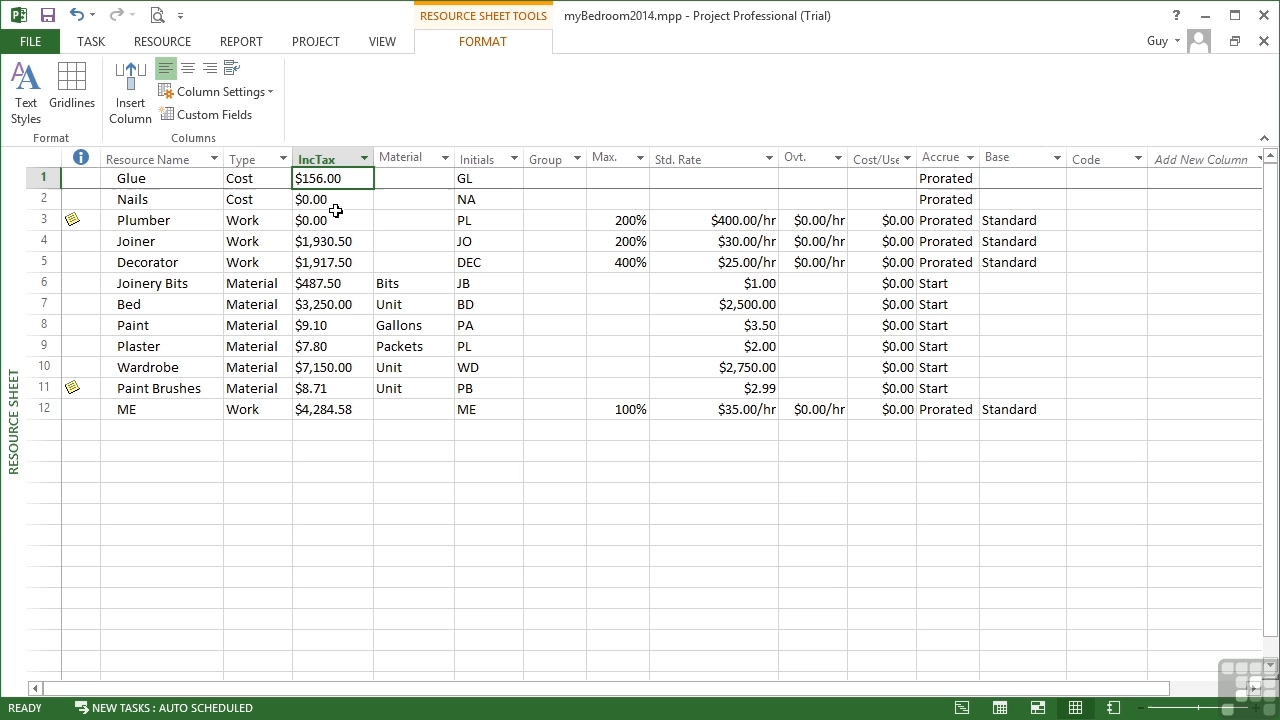 RESOURCE SHEET TOOLS
myBedroom2014.mpp - Project Professional (Trial)
?
FILE TASK RESOURCE REPORT PROJECT VIEW FORMAT
Guy
Text Styles
Gridlines
Format
Insert Column
Column Settings
Custom Fields
Columns
Resource Name Type IncTax Material Initials Group Max. Std. Rate Ovt. Cost/Use Accrue Base Code Add New Column
1 Glue Cost $156.00 GL Prorated
2 Nails Cost $0.00 NA Prorated
3 Plumber Work $0.00 PL 200% $400.00/hr $0.00/hr $0.00 Prorated Standard
4 Joiner Work $1,930.50 JO 200% $30.00/hr $0.00/hr $0.00 Prorated Standard
5 Decorator Work $1,917.50 DEC 400% $25.00/hr $0.00/hr $0.00 Prorated Standard
6 Joinery Bits Material $487.50 Bits JB $1.00 $0.00 Start
7 Bed Material $3,250.00 Unit BD $2,500.00 $0.00 Start
8 Paint Material $9.10 Gallons PA $3.50 $0.00 Start
9 Plaster Material $7.80 Packets PL $2.00 $0.00 Start
10 Wardrobe Material $7,150.00 Unit WD $2,750.00 $0.00 Start
11 Paint Brushes Material $8.71 Unit PB $2.99 $0.00 Start
12 ME Work $4,284.58 ME 100% $35.00/hr $0.00/hr $0.00 Prorated Standard
RESOURCE SHEET
READY NEW TASKS : AUTO SCHEDULED